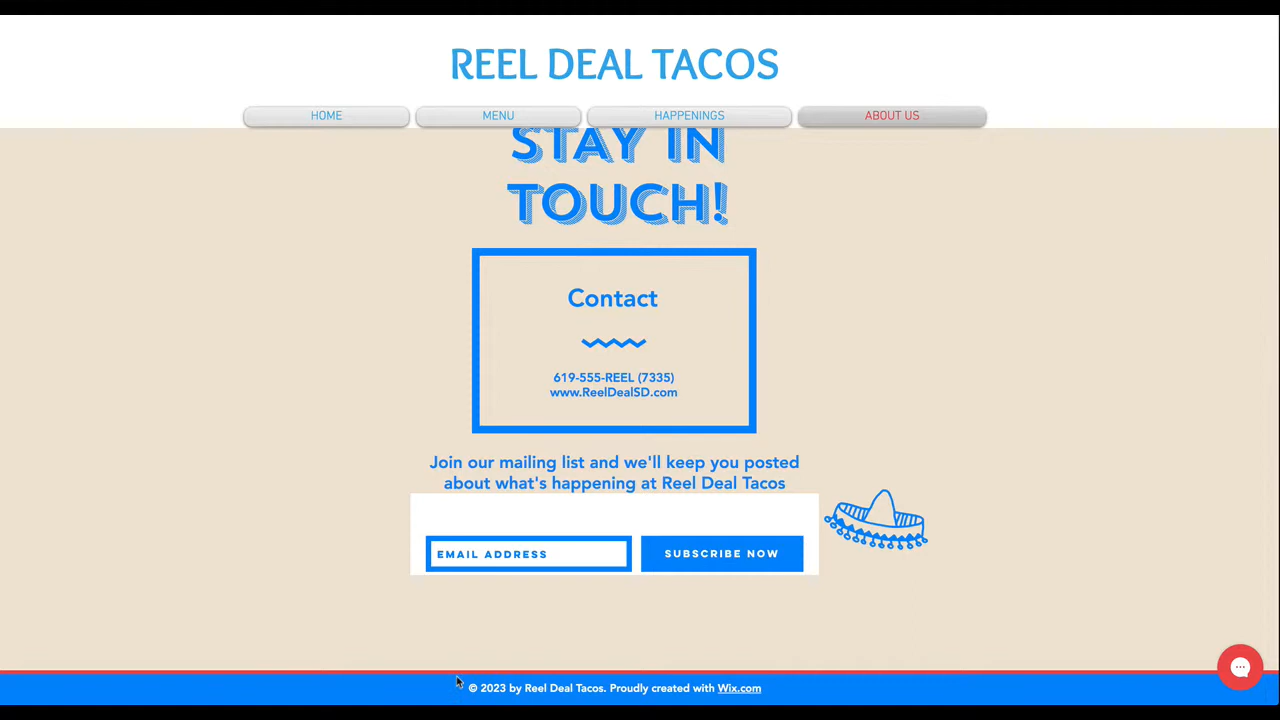 REEL DEAL TACOS
HOME MENU HAPPENINGS ABOUT US
STAY IN
TOUCH!
Contact
619-555-REEL (7335)
www.ReelDealSD.com
Join our mailing list and we'll keep you posted
about what's happening at Reel Deal Tacos
EMAIL ADDRESS SUBSCRIBE NOW
© 2023 by Reel Deal Tacos. Proudly created with Wix.com